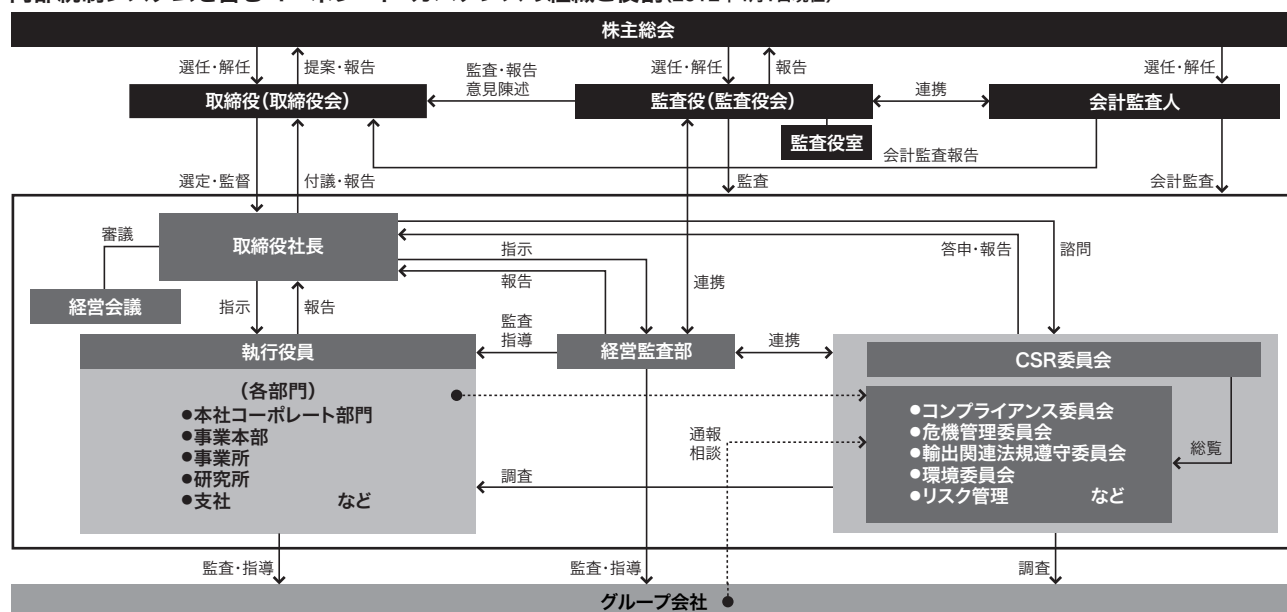 株主総会
選任・解任
提案・報告
監査・報告
意見陳述
選任・解任
報告
選任・解任
取締役(取締役会)
監査役(監査役会)
連携
会計監査人
監査役室
会計監査報告
選定・監督
付議・報告
監査
会計監査
審議
取締役社長
指示
答申・報告
諮問
報告
連携
経営会議
指示
報告
監査
指導
執行役員
経営監査部
連携
CSR委員会
(各部門)
●本社コーポレート部門
●事業本部
●事業所
●研究所
●支社 など
通報
相談
●コンプライアンス委員会
●危機管理委員会
●輸出関連法規遵守委員会
●環境委員会
●リスク管理 など
総覧
調査
監査・指導
監査・指導
調査
グループ会社